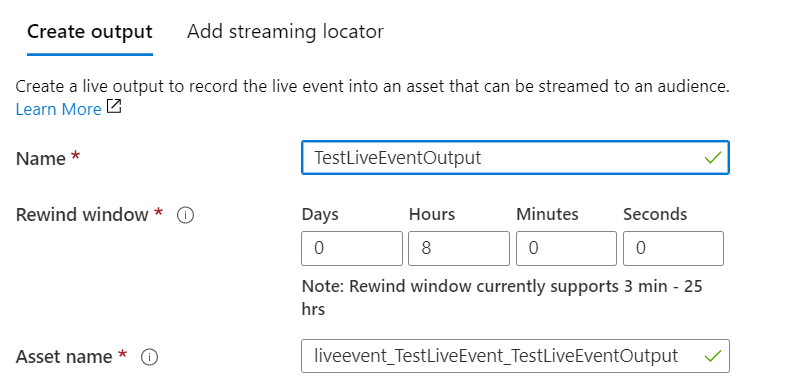 Create output Add streaming locator
Create a live output to record the live event into an asset that can be streamed to an audience.
Learn More
Name * TestLiveEventOutput
Rewind window * Days Hours Minutes Seconds
0 8 0 0
Note: Rewind window currently supports 3 min - 25
hrs
Asset name * liveevent_TestLiveEvent_TestLiveEventOutput